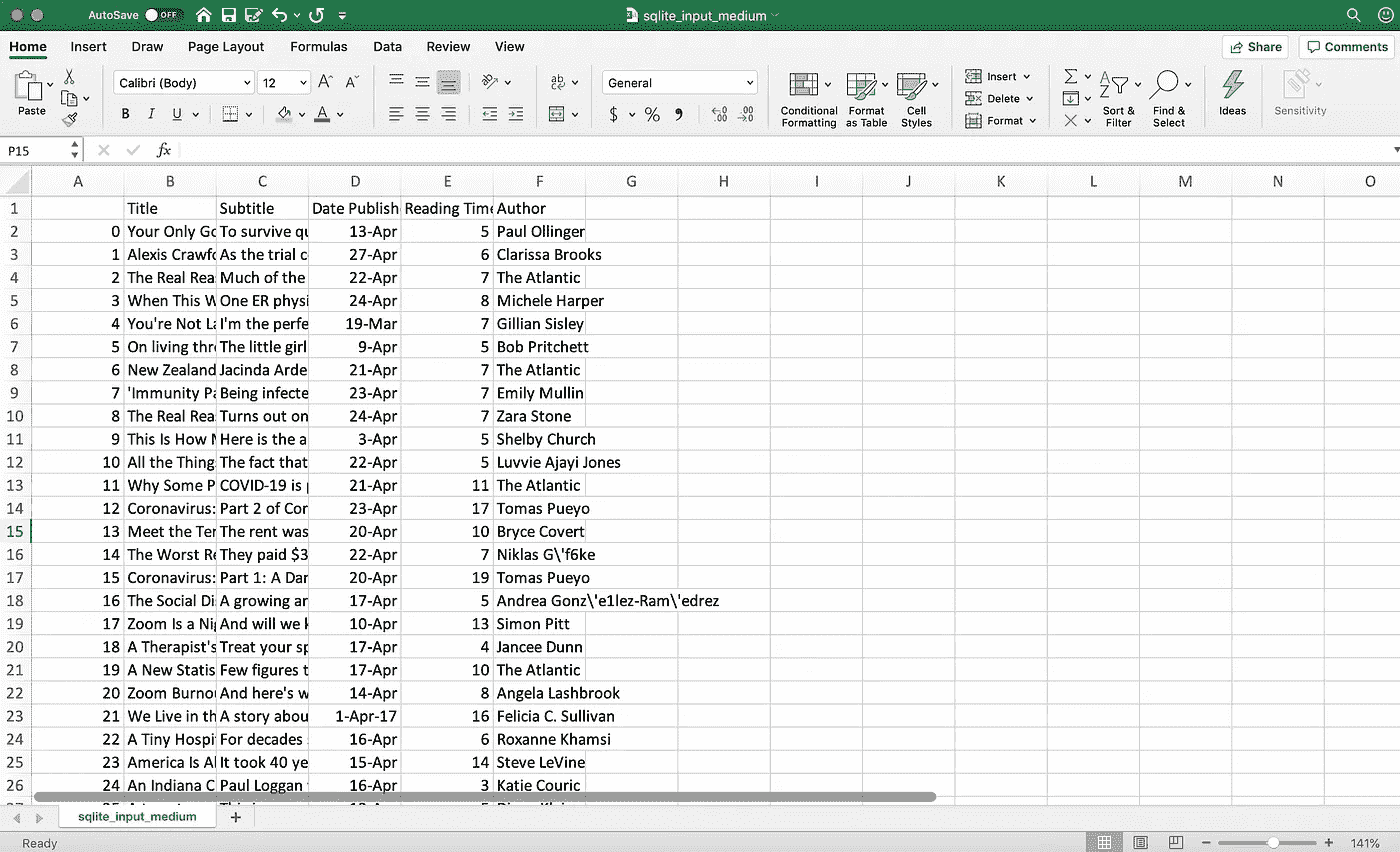 AutoSave OFF sqlite_input_medium
Home Insert Draw Page Layout Formulas Data Review View Share Comments
Paste Calibri (Body) 12 A A B I U A ab General $ % Conditional Formatting Format as Table Cell Styles Insert Delete Format Sort & Filter Find & Select Ideas Sensitivity
P15 fx
A B C D E F G H I J K L M N O
1 Title Subtitle Date Publish Reading Time Author
2 0 Your Only Go To survive qu 13-Apr 5 Paul Ollinger
3 1 Alexis Crawfo As the trial c 27-Apr 6 Clarissa Brooks
4 2 The Real Rea Much of the 22-Apr 7 The Atlantic
5 3 When This W One ER physi 24-Apr 8 Michele Harper
6 4 You're Not La I'm the perfe 19-Mar 7 Gillian Sisley
7 5 On living thro The little girl 9-Apr 5 Bob Pritchett
8 6 New Zealand Jacinda Arde 21-Apr 7 The Atlantic
9 7 'Immunity Pa Being infecte 23-Apr 7 Emily Mullin
10 8 The Real Rea Turns out on 24-Apr 7 Zara Stone
11 9 This Is How M Here is the a 3-Apr 5 Shelby Church
12 10 All the Thing The fact that 22-Apr 5 Luvvie Ajayi Jones
13 11 Why Some P COVID-19 is 21-Apr 11 The Atlantic
14 12 Coronavirus: Part 2 of Cor 23-Apr 17 Tomas Pueyo
15 13 Meet the Ter The rent was 20-Apr 10 Bryce Covert
16 14 The Worst Re They paid $3 22-Apr 7 Niklas G\'f6ke
17 15 Coronavirus: Part 1: A Dan 20-Apr 19 Tomas Pueyo
18 16 The Social Di A growing ar 17-Apr 5 Andrea Gonz\'e1lez-Ram\'edrez
19 17 Zoom Is a Nig And will we k 10-Apr 13 Simon Pitt
20 18 A Therapist's Treat your sp 17-Apr 4 Jancee Dunn
21 19 A New Statis Few figures t 17-Apr 10 The Atlantic
22 20 Zoom Burnou And here's w 14-Apr 8 Angela Lashbrook
23 21 We Live in th A story abou 1-Apr-17 16 Felicia C. Sullivan
24 22 A Tiny Hospi For decades 16-Apr 6 Roxanne Khamsi
25 23 America Is Al It took 40 ye 15-Apr 14 Steve LeVine
26 24 An Indiana C Paul Loggan 16-Apr 3 Katie Couric
sqlite_input_medium +
Ready 141%